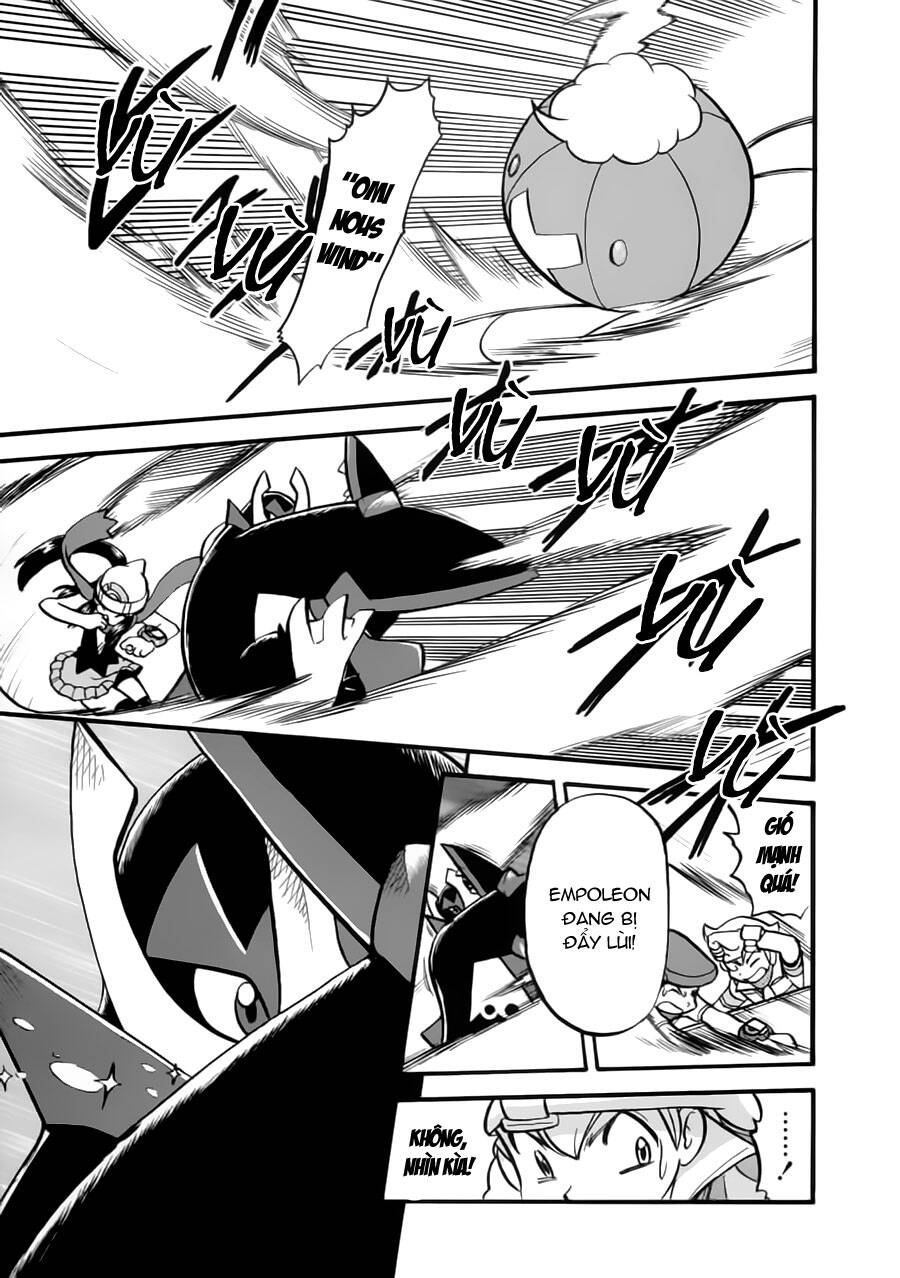 VÙ
VÙ
"OMI
NOUS
WIND"
VÙ
VÙ
VÙ
VÙ
VÙ
GIÓ
MẠNH
QUÁ!
EMPOLEON
ĐANG BỊ
ĐẨY LÙI!
......!
KHÔNG,
NHÌN KÌA!